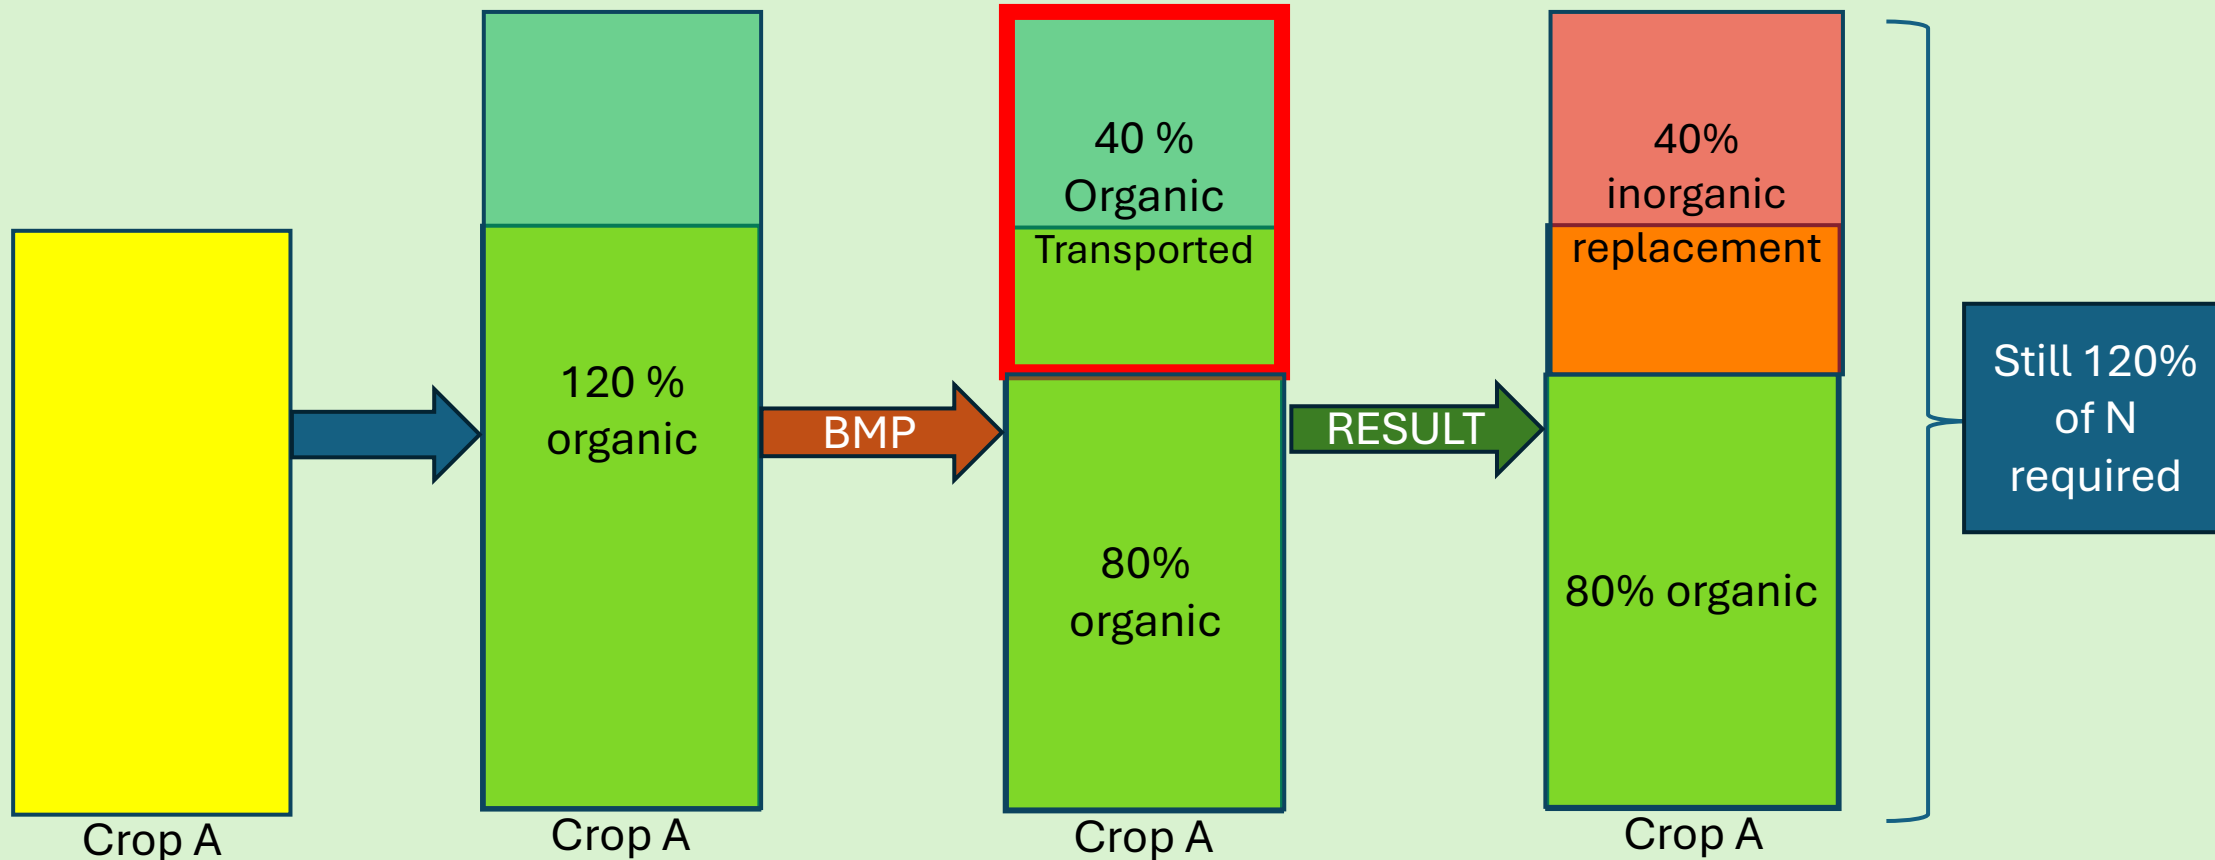 Crop A
120 %
organic
Crop A
BMP
40 %
Organic
Transported
80%
organic
Crop A
RESULT
40%
inorganic
replacement
80% organic
Crop A
Still 120%
of N
required